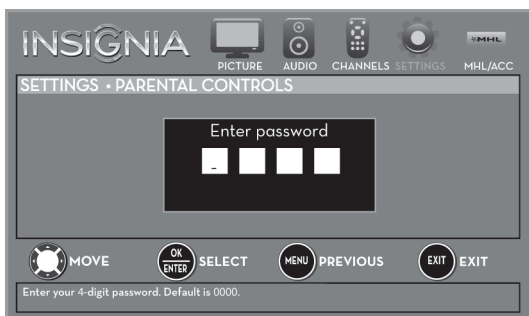 INSIGNIA
PICTURE AUDIO CHANNELS SETTINGS MHL/ACC
MHL
SETTINGS • PARENTAL CONTROLS
Enter password
_
MOVE OK ENTER SELECT MENU PREVIOUS EXIT EXIT
Enter your 4-digit password. Default is 0000.